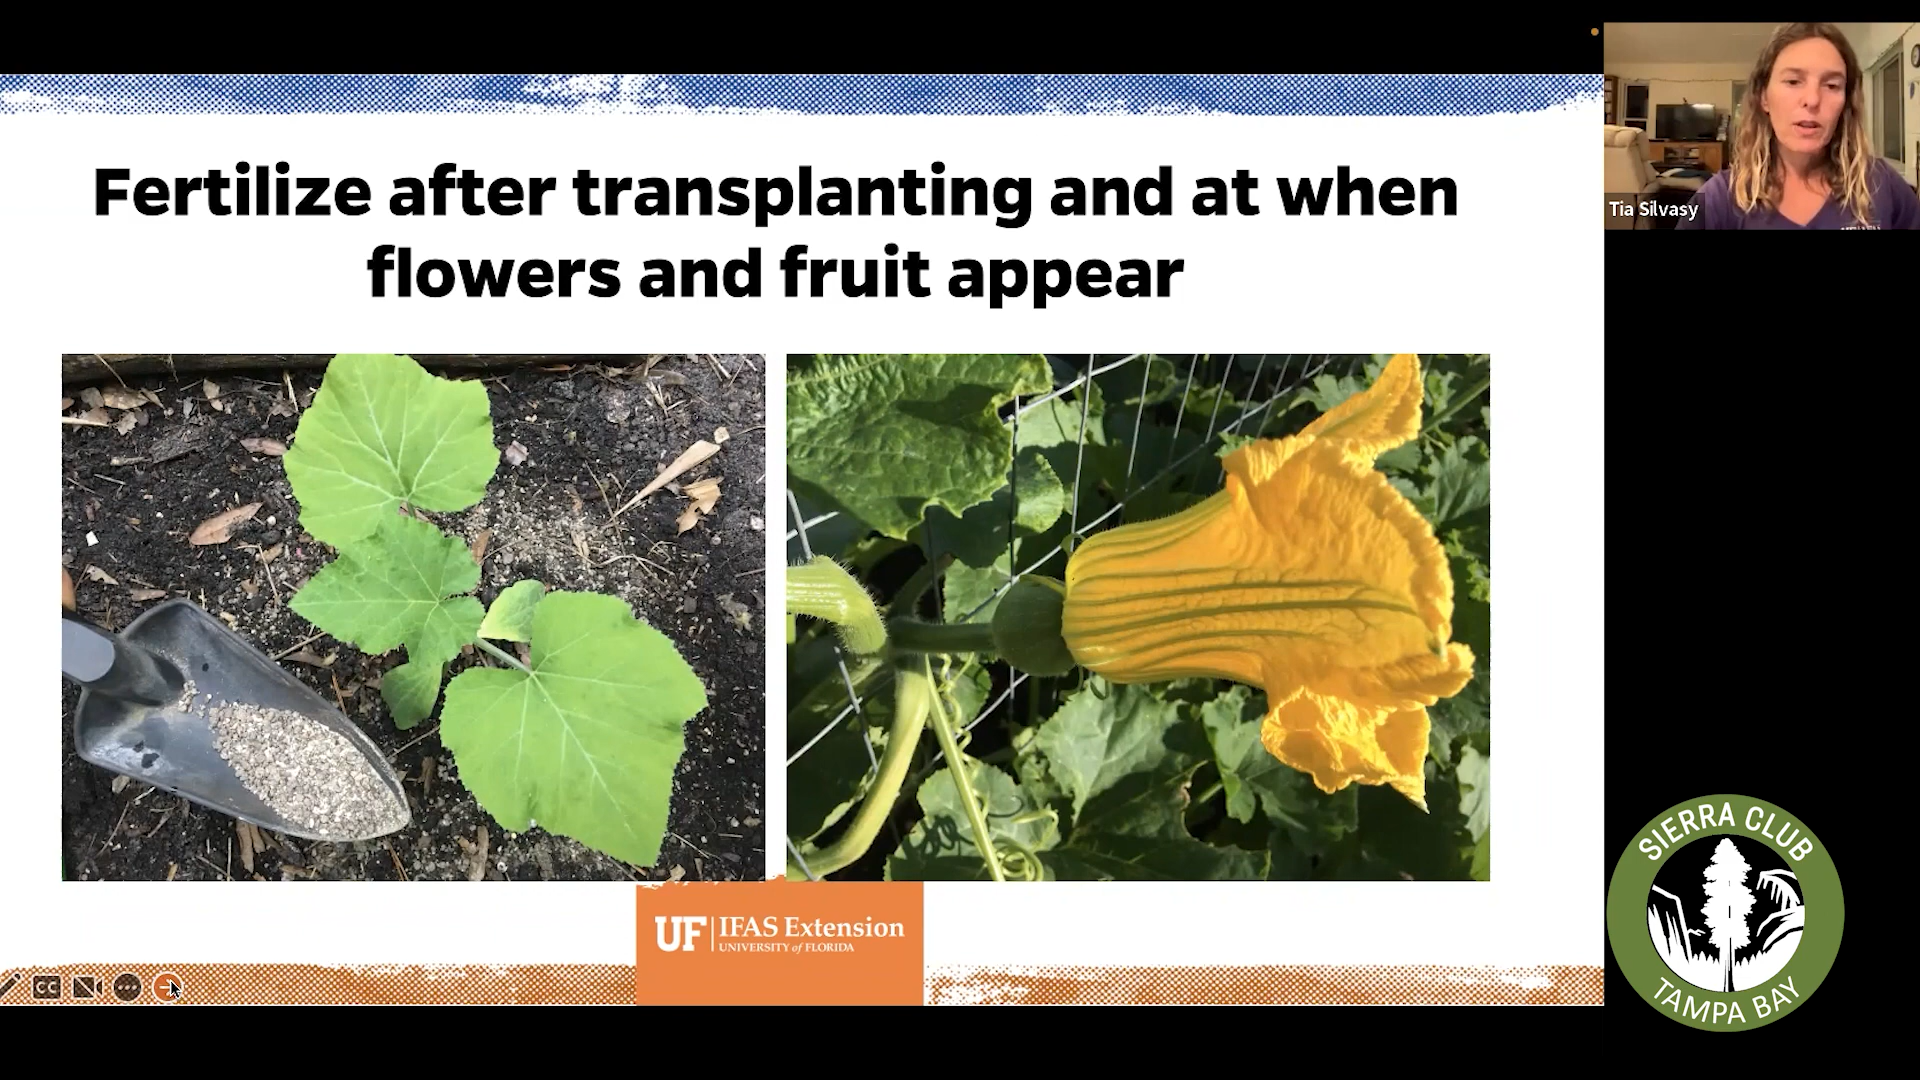 Fertilize after transplanting and at when
flowers and fruit appear
Tia Silvasy
UF IFAS Extension
UNIVERSITY of FLORIDA
CC
SIERRA CLUB
TAMPA BAY